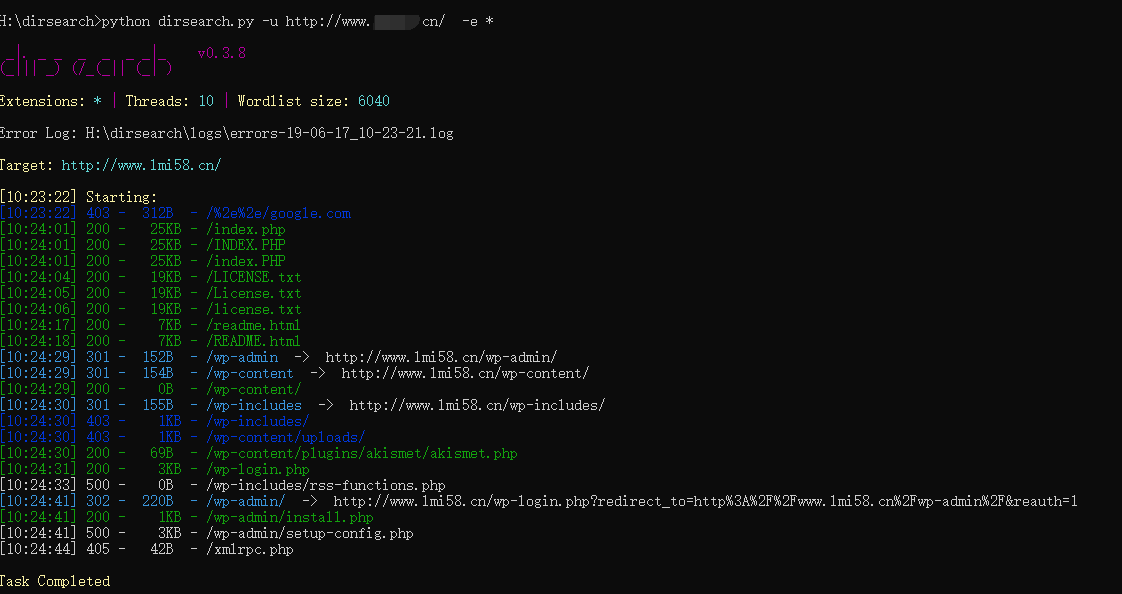 H:\dirsearch>python dirsearch.py -u http://www. cn/ -e *
dirsearch v0.3.8
Extensions: * | Threads: 10 | Wordlist size: 6040
Error Log: H:\dirsearch\logs\errors-19-06-17_10-23-21.log
Target: http://www.lmi58.cn/
[10:23:22] Starting:
[10:23:22] 403 - 312B - /%2e%2e/google.com
[10:24:01] 200 - 25KB - /index.php
[10:24:01] 200 - 25KB - /INDEX.PHP
[10:24:01] 200 - 25KB - /index.PHP
[10:24:04] 200 - 19KB - /LICENSE.txt
[10:24:05] 200 - 19KB - /License.txt
[10:24:06] 200 - 19KB - /license.txt
[10:24:17] 200 - 7KB - /readme.html
[10:24:18] 200 - 7KB - /README.html
[10:24:29] 301 - 152B - /wp-admin -> http://www.lmi58.cn/wp-admin/
[10:24:29] 301 - 154B - /wp-content -> http://www.lmi58.cn/wp-content/
[10:24:29] 200 - 0B - /wp-content/
[10:24:30] 301 - 155B - /wp-includes -> http://www.lmi58.cn/wp-includes/
[10:24:30] 403 - 1KB - /wp-includes/
[10:24:30] 403 - 1KB - /wp-content/uploads/
[10:24:30] 200 - 69B - /wp-content/plugins/akismet/akismet.php
[10:24:31] 200 - 3KB - /wp-login.php
[10:24:33] 500 - 0B - /wp-includes/rss-functions.php
[10:24:41] 302 - 220B - /wp-admin/ -> http://www.lmi58.cn/wp-login.php?redirect_to=http%3A%2F%2Fwww.lmi58.cn%2Fwp-admin%2F&reauth=1
[10:24:41] 200 - 1KB - /wp-admin/install.php
[10:24:41] 500 - 3KB - /wp-admin/setup-config.php
[10:24:44] 405 - 42B - /xmlrpc.php
Task Completed